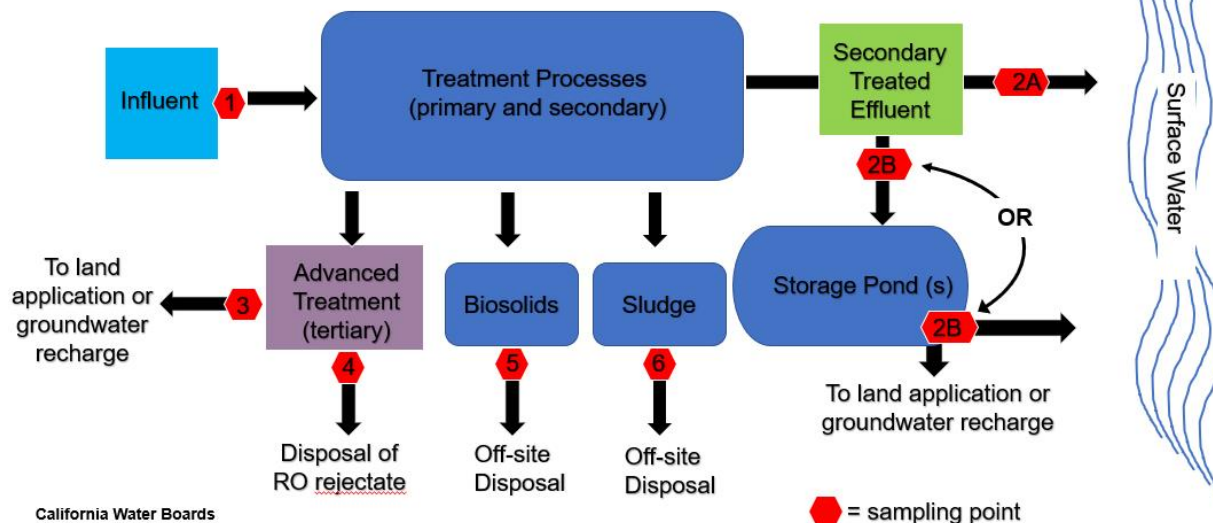 Influent
1
Treatment Processes
(primary and secondary)
Secondary
Treated
Effluent
2A
Surface Water
2B
OR
To land
application or
groundwater
recharge
3
Advanced
Treatment
(tertiary)
Biosolids
Sludge
Storage Pond (s)
2B
4
5
6
Disposal of
RO rejectate
Off-site
Disposal
Off-site
Disposal
To land application or
groundwater recharge
California Water Boards
= sampling point